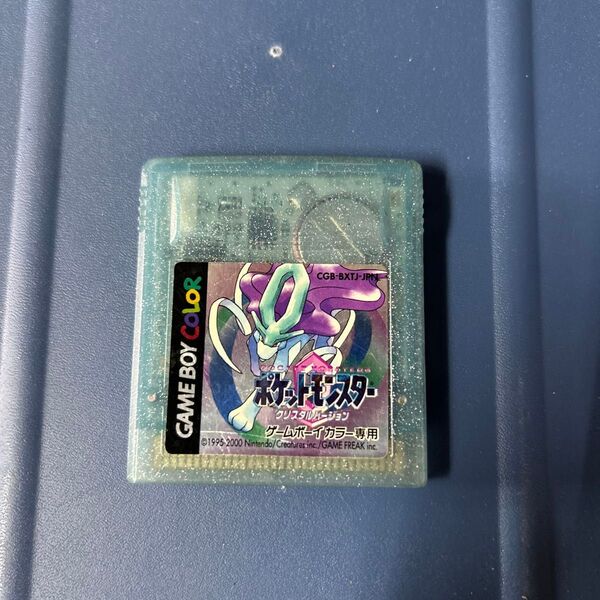 CGB-BXTJ-JPN
GAME BOY COLOR
POCKET MONSTERS
ポケットモンスター
クリスタルバージョン
ゲームボーイカラー専用
©1995-2000 Nintendo/Creatures inc./GAME FREAK inc.